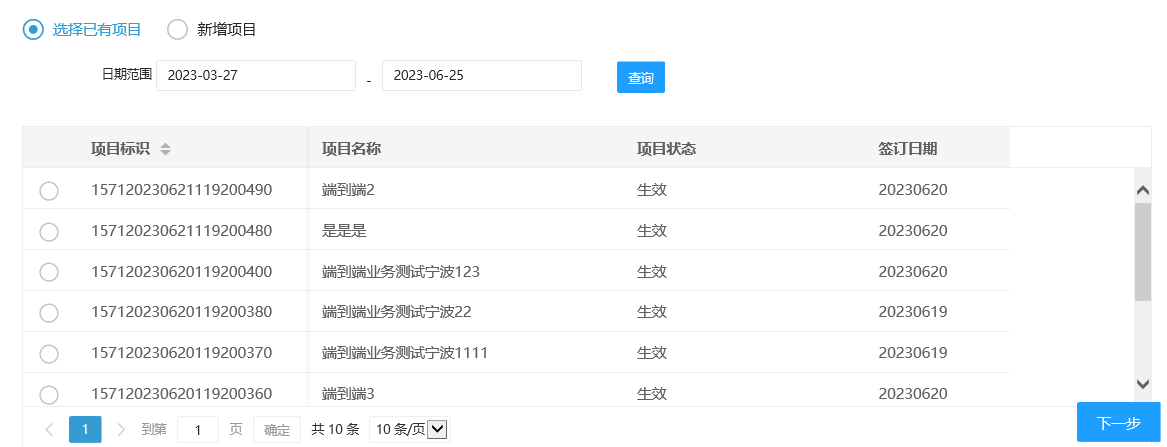 选择已有项目 新增项目
日期范围 2023-03-27 - 2023-06-25 查询
项目标识 项目名称 项目状态 签订日期
157120230621119200490 端到端2 生效 20230620
157120230621119200480 是是是 生效 20230620
157120230620119200400 端到端业务测试宁波123 生效 20230620
157120230620119200380 端到端业务测试宁波22 生效 20230619
157120230620119200370 端到端业务测试宁波1111 生效 20230619
157120230620119200360 端到端3 生效 20230620
1 到第 1 页 确定 共 10 条 10 条/页 下一步